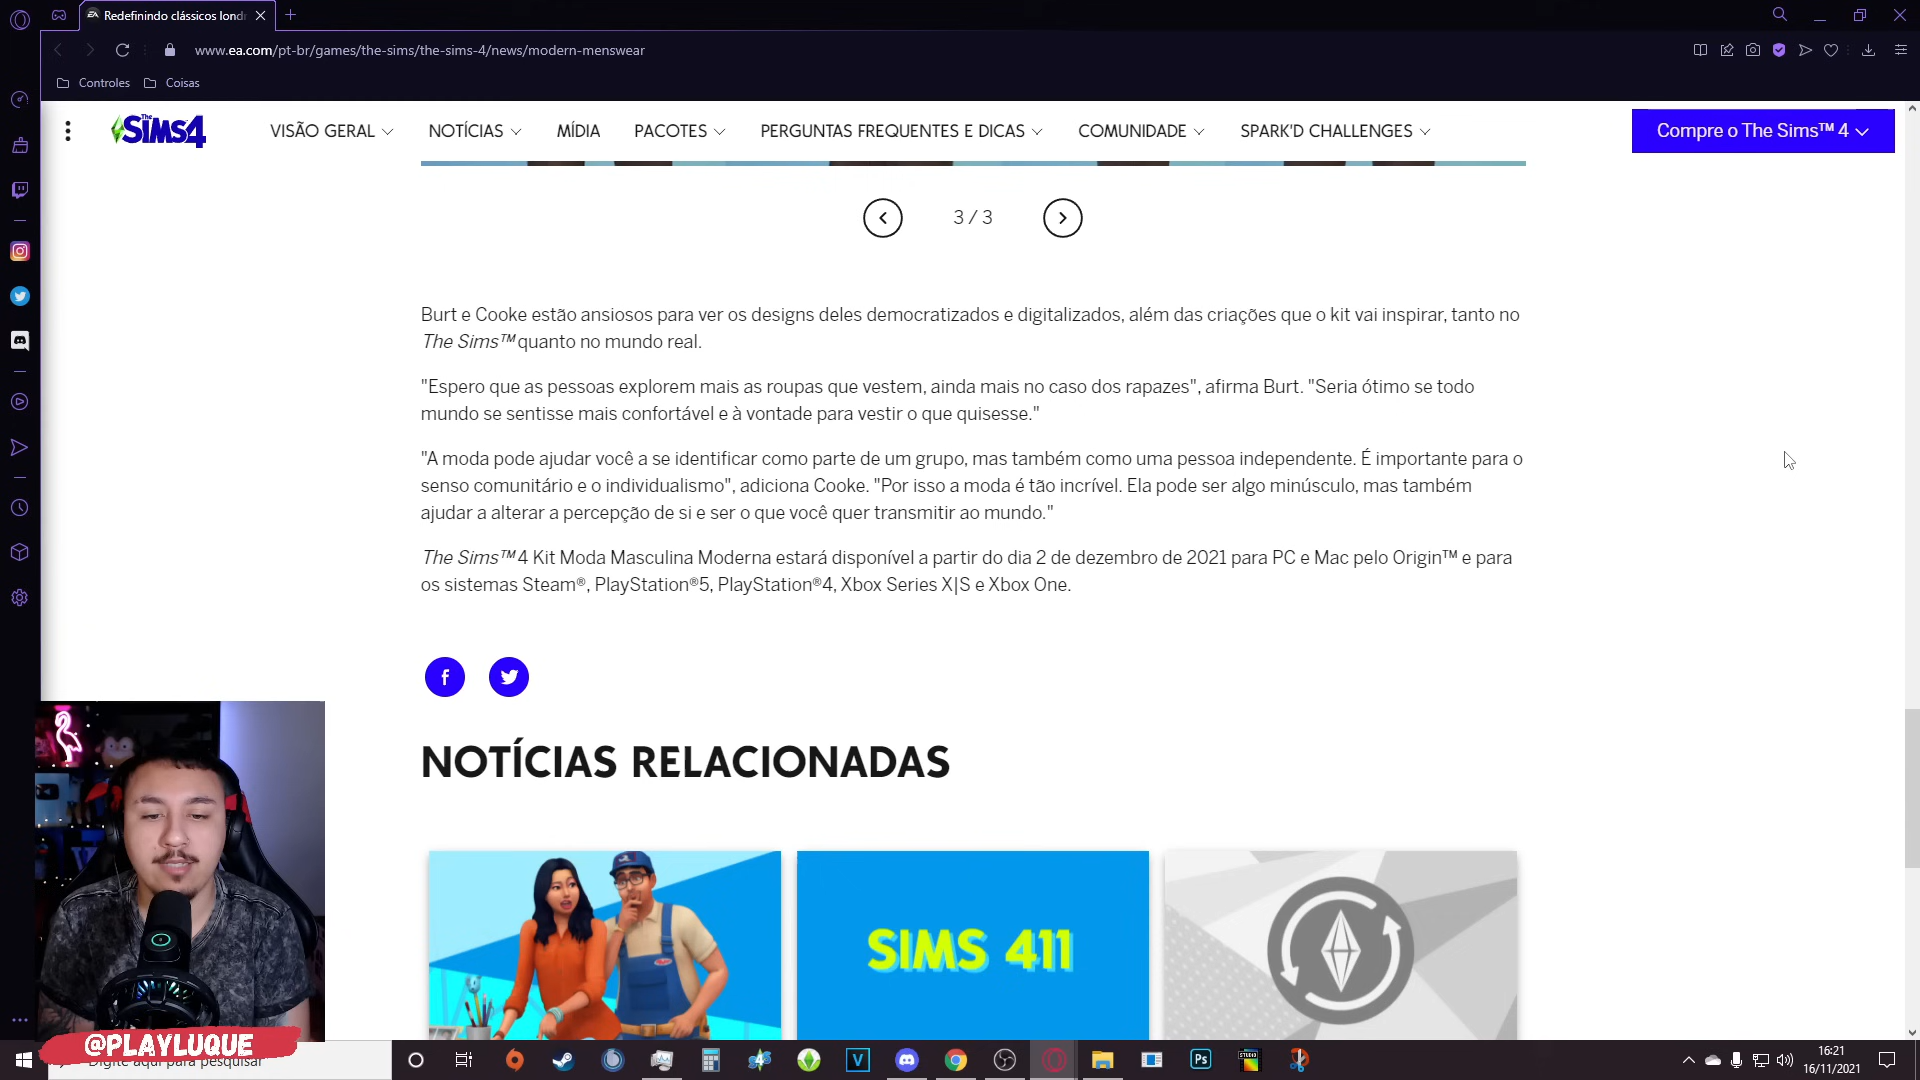 Redefinindo clássicos londr
www.ea.com/pt-br/games/the-sims/the-sims-4/news/modern-menswear
Controles
Coisas
The SiMS4
VISÃO GERAL
NOTÍCIAS
MÍDIA
PACOTES
PERGUNTAS FREQUENTES E DICAS
COMUNIDADE
SPARK'D CHALLENGES
Compre o The Sims™ 4
3 / 3
Burt e Cooke estão ansiosos para ver os designs deles democratizados e digitalizados, além das criações que o kit vai inspirar, tanto no
The Sims™ quanto no mundo real.
"Espero que as pessoas explorem mais as roupas que vestem, ainda mais no caso dos rapazes", afirma Burt. "Seria ótimo se todo
mundo se sentisse mais confortável e à vontade para vestir o que quisesse."
"A moda pode ajudar você a se identificar como parte de um grupo, mas também como uma pessoa independente. É importante para o
senso comunitário e o individualismo", adiciona Cooke. "Por isso a moda é tão incrível. Ela pode ser algo minúsculo, mas também
ajudar a alterar a percepção de si e ser o que você quer transmitir ao mundo."
The Sims™ 4 Kit Moda Masculina Moderna estará disponível a partir do dia 2 de dezembro de 2021 para PC e Mac pelo Origin™ e para
os sistemas Steam®, PlayStation®5, PlayStation®4, Xbox Series X|S e Xbox One.
NOTÍCIAS RELACIONADAS
SIMS 411
@PLAYLUQUE
Digite aqui para pesquisar
V
Ps
STUDIO
16:21
16/11/2021